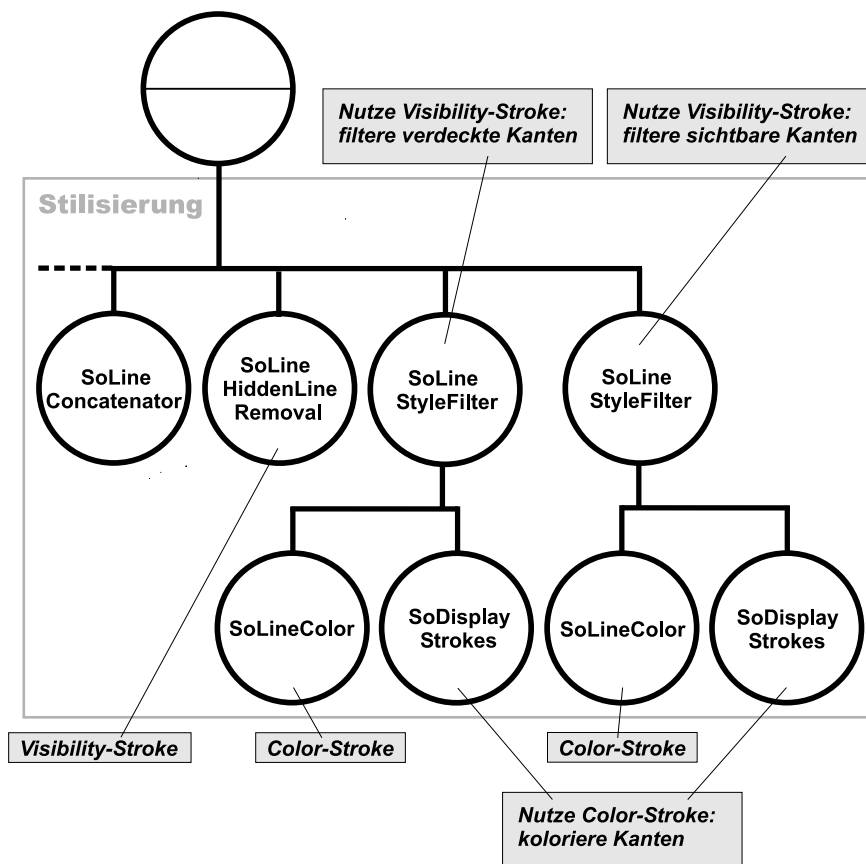 Nutze Visibility-Stroke:
filtere verdeckte Kanten
Nutze Visibility-Stroke:
filtere sichtbare Kanten
Stilisierung
SoLine
Concatenator
SoLine
HiddenLine
Removal
SoLine
StyleFilter
SoLine
StyleFilter
SoLineColor
SoDisplay
Strokes
SoLineColor
SoDisplay
Strokes
Visibility-Stroke
Color-Stroke
Color-Stroke
Nutze Color-Stroke:
koloriere Kanten